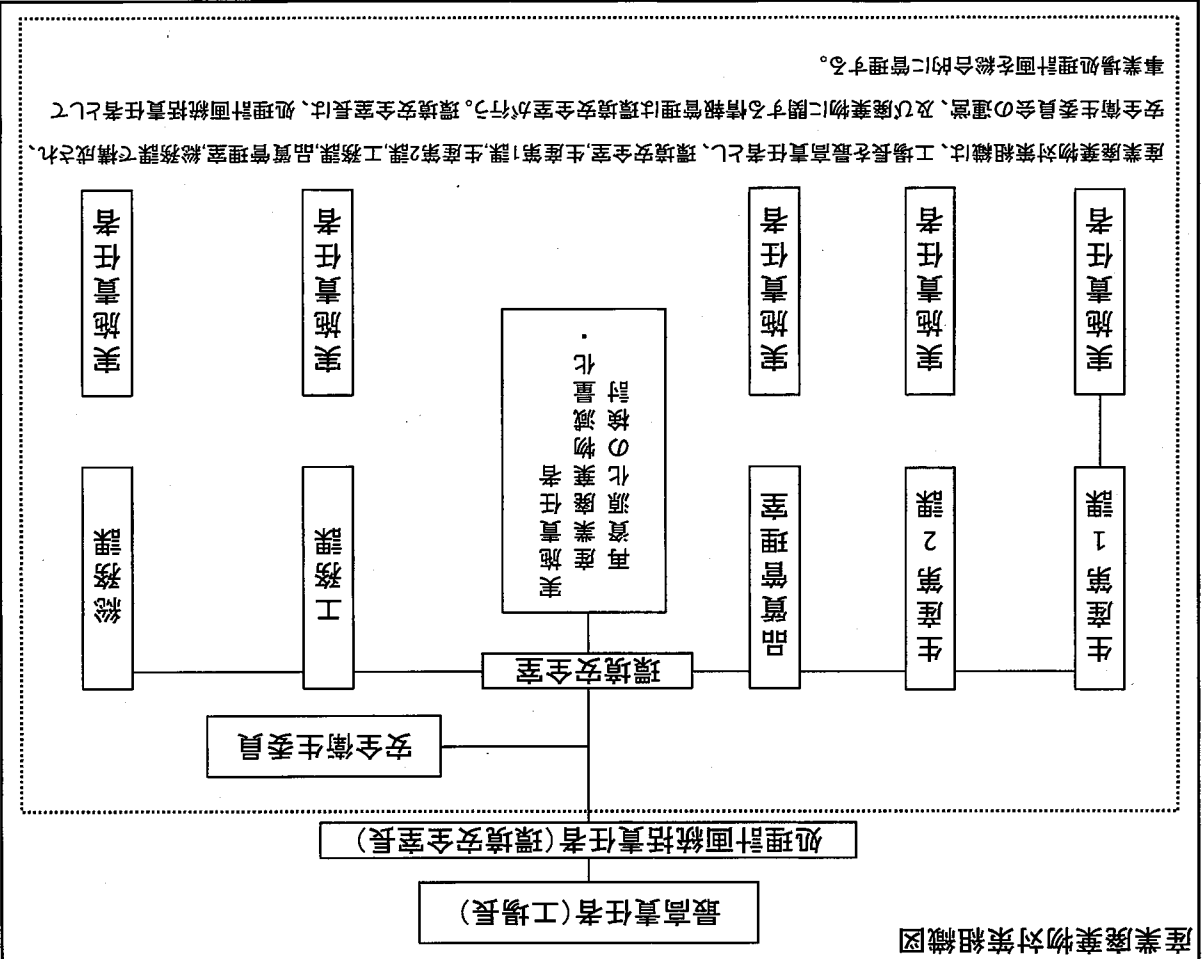 産業廃棄物対策組織図
最高責任者(工場長)
処理計画統括責任者(環境安全室長)
安全衛生委員
環境安全室
生産第1課
生産第2課
品質管理室
工務課
総務課
実施責任者
産業廃棄物減量化・
再資源化の検討
実施責任者
実施責任者
実施責任者
実施責任者
実施責任者
産業廃棄物対策組織は、工場長を最高責任者とし、環境安全室,生産第1課,生産第2課,工務課,品質管理室,総務課で構成され、
安全衛生委員会の運営、及び廃棄物に関する情報管理は環境安全室が行う。環境安全室長は、処理計画統括責任者として
事業場処理計画を総合的に管理する。